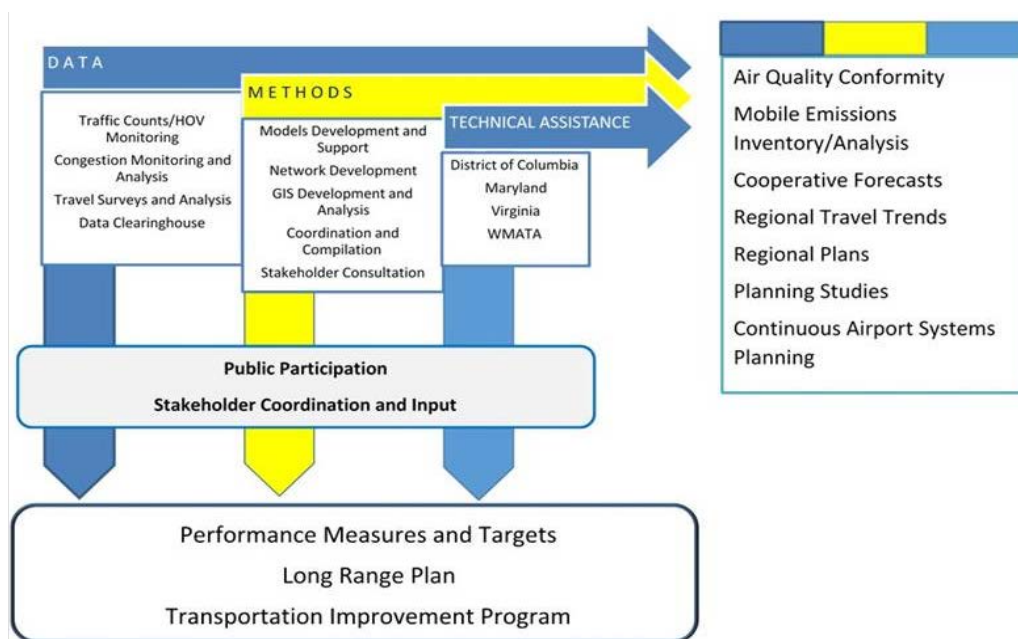 DATA
Traffic Counts/HOV
Monitoring
Congestion Monitoring and
Analysis
Travel Surveys and Analysis
Data Clearinghouse
METHODS
Models Development and
Support
Network Development
GIS Development and
Analysis
Coordination and
Compilation
Stakeholder Consultation
TECHNICAL ASSISTANCE
District of Columbia
Maryland
Virginia
WMATA
Air Quality Conformity
Mobile Emissions
Inventory/Analysis
Cooperative Forecasts
Regional Travel Trends
Regional Plans
Planning Studies
Continuous Airport Systems
Planning
Public Participation
Stakeholder Coordination and Input
Performance Measures and Targets
Long Range Plan
Transportation Improvement Program